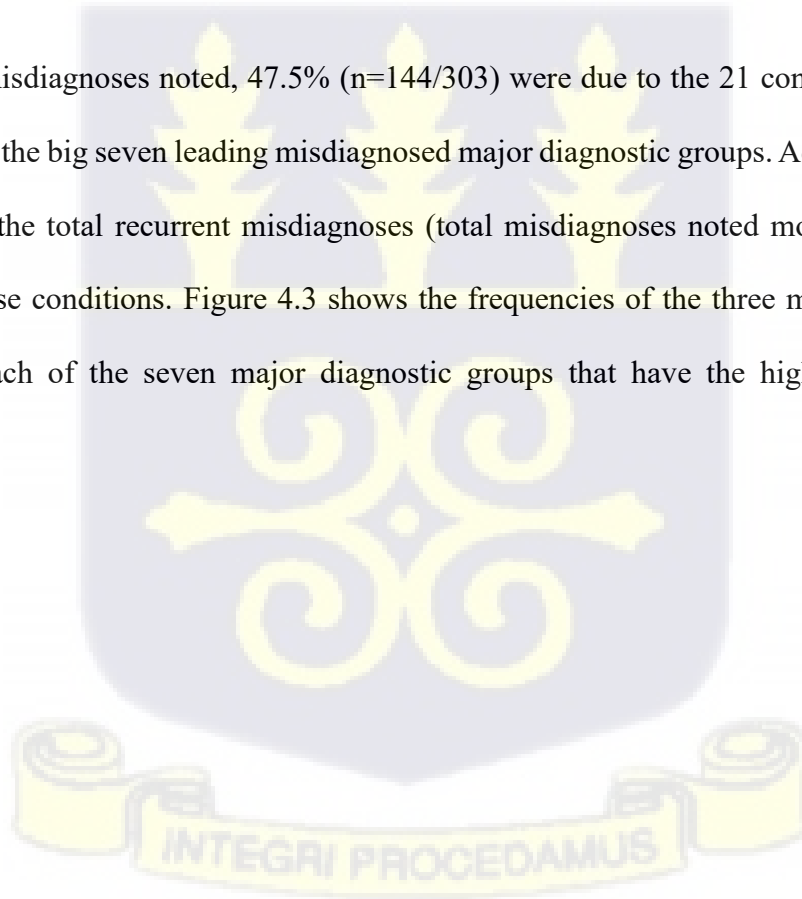 isdiagnoses noted, 47.5% (n=144/303) were due to the 21 con
the big seven leading misdiagnosed major diagnostic groups. A
the total recurrent misdiagnoses (total misdiagnoses noted mo
se conditions. Figure 4.3 shows the frequencies of the three m
ach of the seven major diagnostic groups that have the hig
INTEGRI PROCEDAMUS